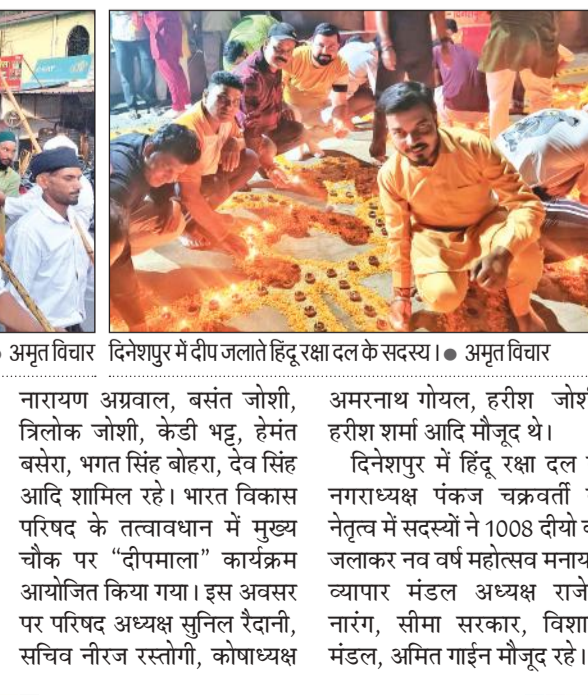 अमृत विचार
दिनेशपुर में दीप जलाते हिंदू रक्षा दल के सदस्य। ● अमृत विचार
नारायण अग्रवाल, बसंत जोशी,
त्रिलोक जोशी, केडी भट्ट, हेमंत
बसेरा, भगत सिंह बोहरा, देव सिंह
आदि शामिल रहे। भारत विकास
परिषद के तत्वावधान में मुख्य
चौक पर “दीपमाला” कार्यक्रम
आयोजित किया गया। इस अवसर
पर परिषद अध्यक्ष सुनिल रैदानी,
सचिव नीरज रस्तोगी, कोषाध्यक्ष
अमरनाथ गोयल, हरीश
हरीश शर्मा आदि मौजूद थे।
दिनेशपुर में हिंदू रक्षा दल
नगराध्यक्ष पंकज चक्रवर्ती
नेतृत्व में सदस्यों ने 1008 दीयो
जलाकर नव वर्ष महोत्सव
व्यापार मंडल अध्यक्ष
नारंग, सीमा सरकार,
मंडल, अमित गाईन मौजूद रहे।